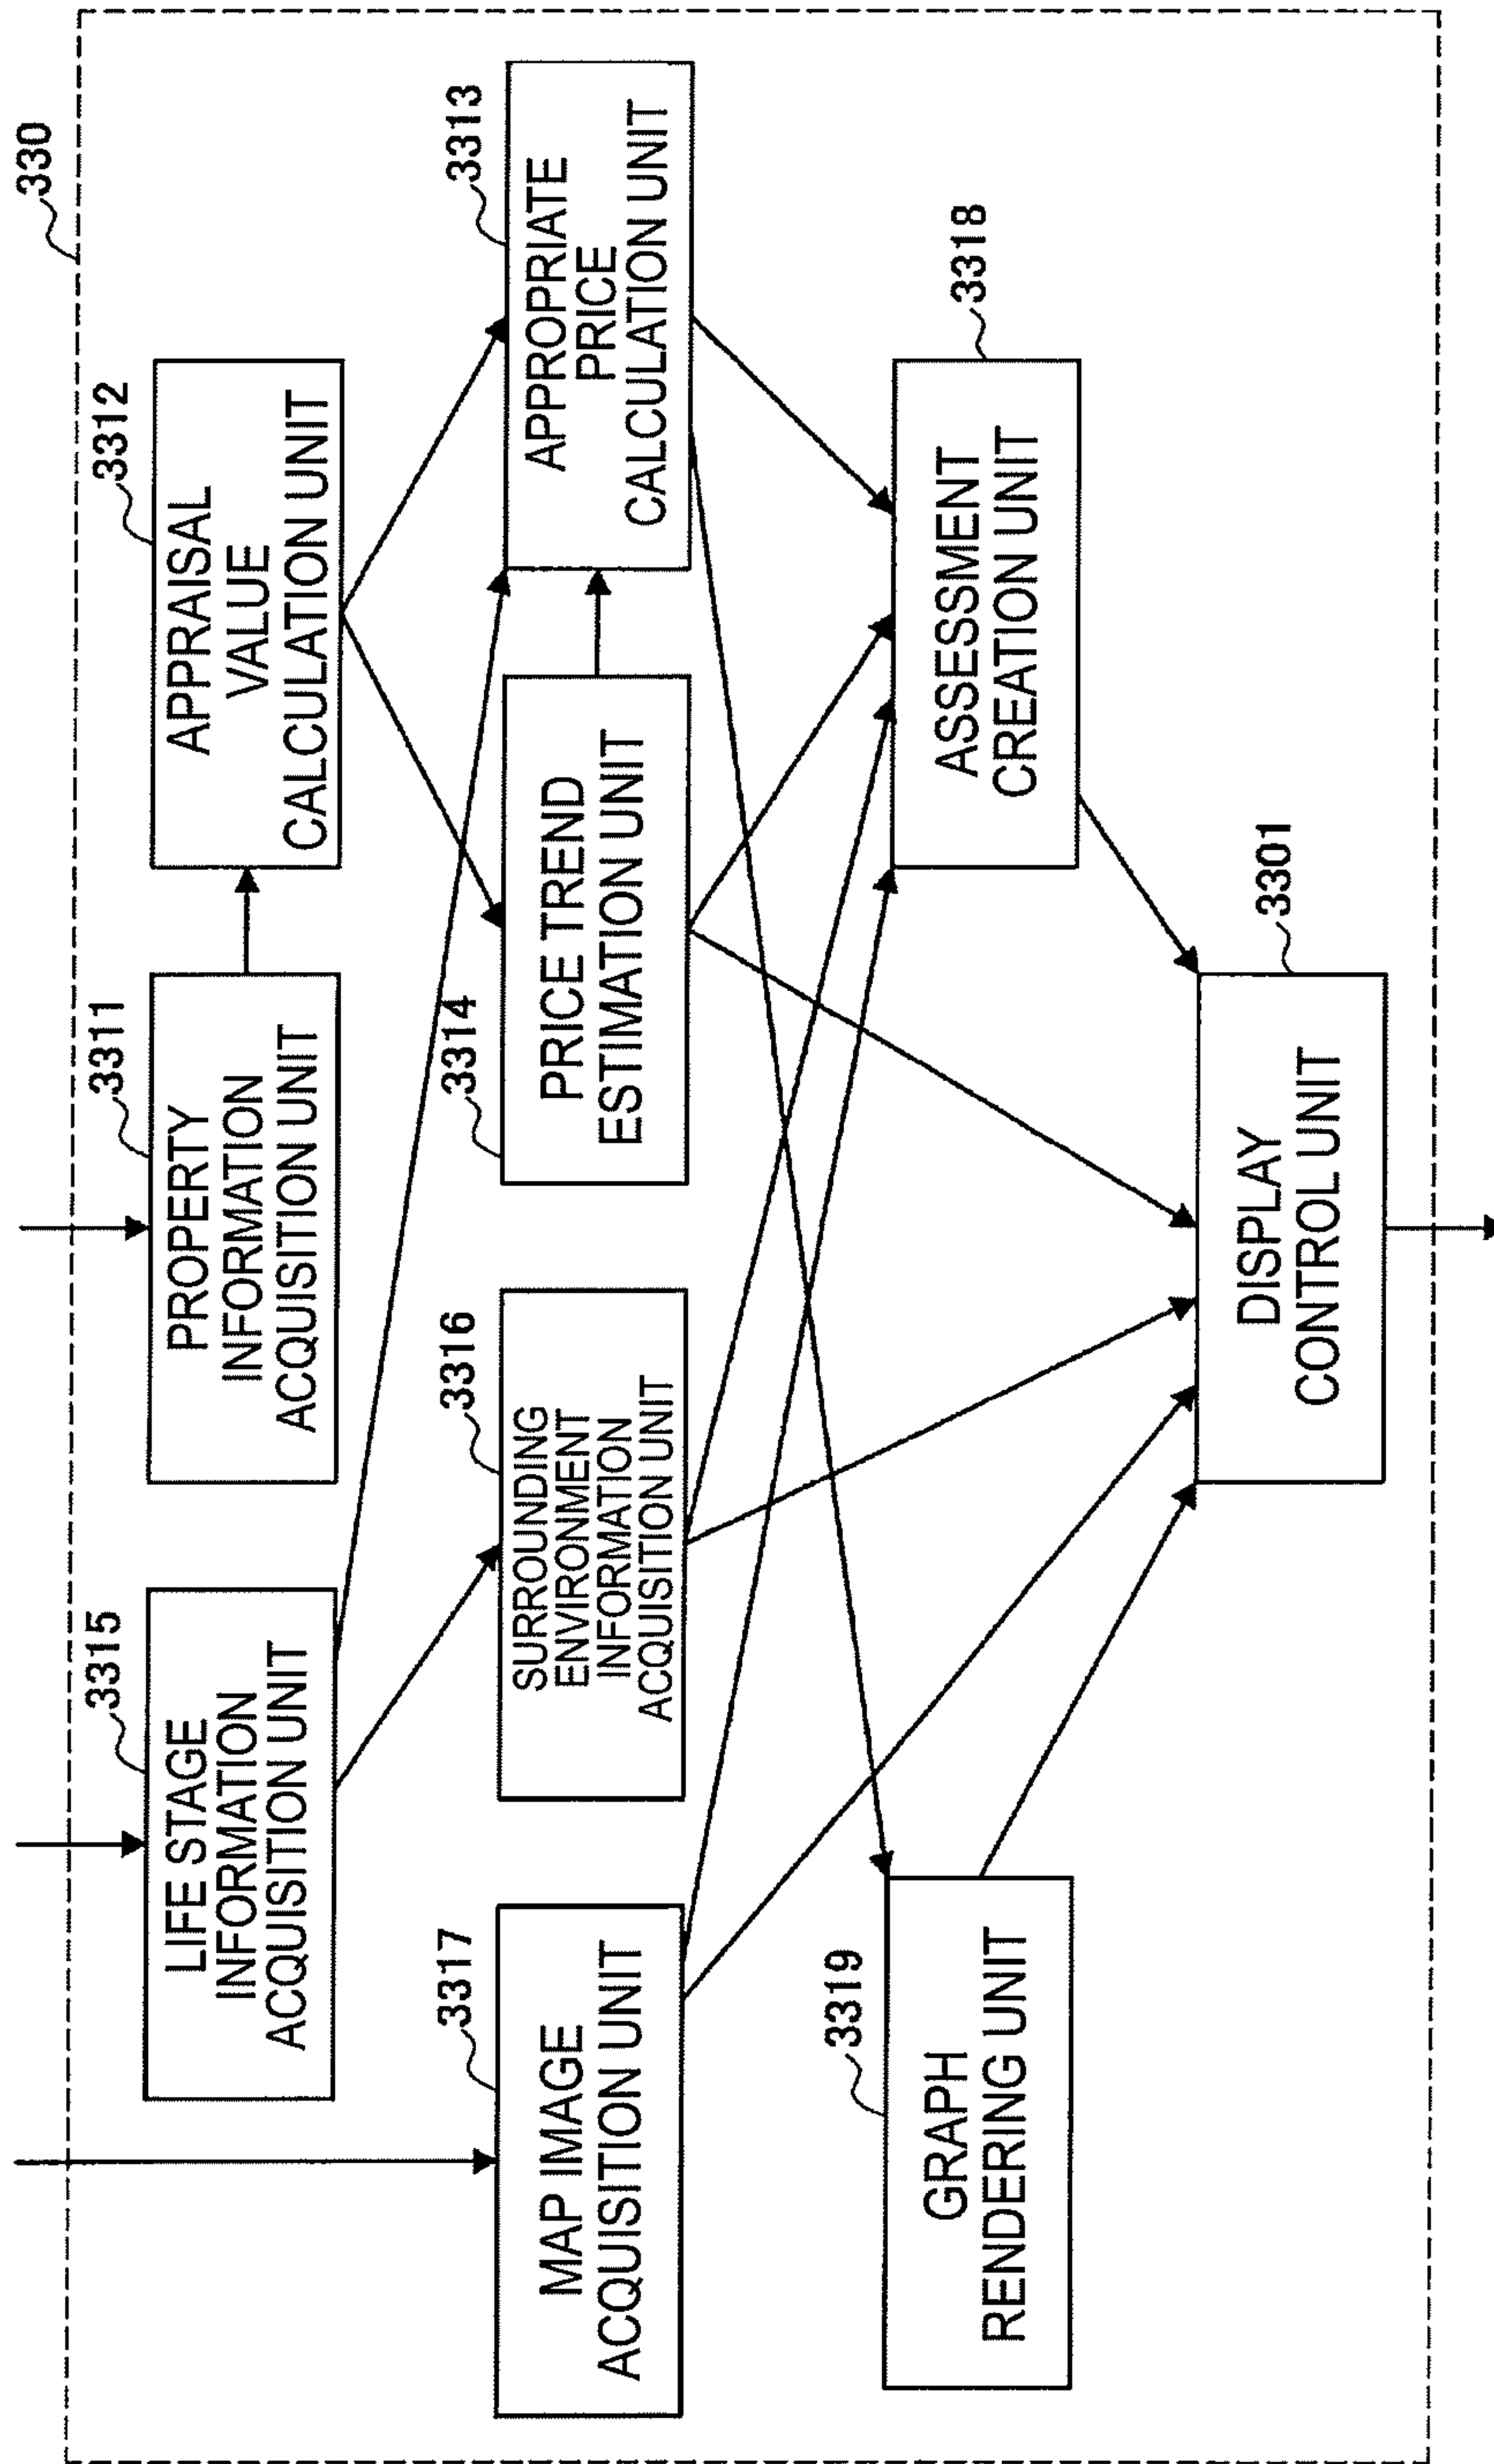 330
3315
LIFE STAGE
INFORMATION
ACQUISITION UNIT
3311
PROPERTY
INFORMATION
ACQUISITION UNIT
3312
APPRAISAL
VALUE
CALCULATION UNIT
3317
MAP IMAGE
ACQUISITION UNIT
3316
SURROUNDING
ENVIRONMENT
INFORMATION
ACQUISITION UNIT
3314
PRICE TREND
ESTIMATION UNIT
3313
APPROPRIATE
PRICE
CALCULATION UNIT
3319
GRAPH
RENDERING UNIT
3318
ASSESSMENT
CREATION UNIT
3301
DISPLAY
CONTROL UNIT